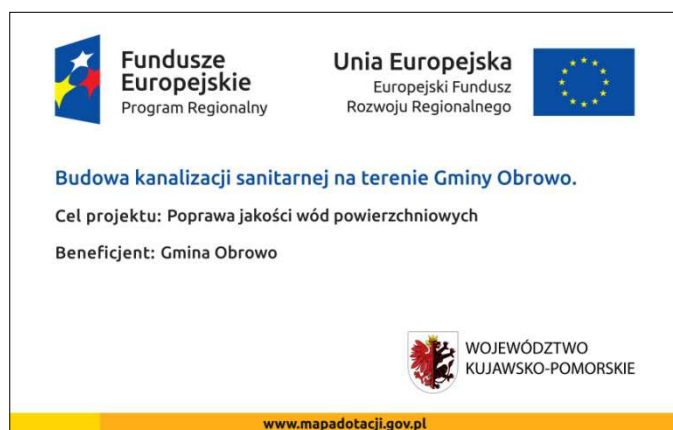 Fundusze
Europejskie
Program Regionalny
Unia Europejska
Europejski Fundusz
Rozwoju Regionalnego
Budowa kanalizacji sanitarnej na terenie Gminy Obrowo.
Cel projektu: Poprawa jakości wód powierzchniowych
Beneficjent: Gmina Obrowo
WOJEWÓDZTWO
KUJAWSKO-POMORSKIE
www.mapadotacji.gov.pl